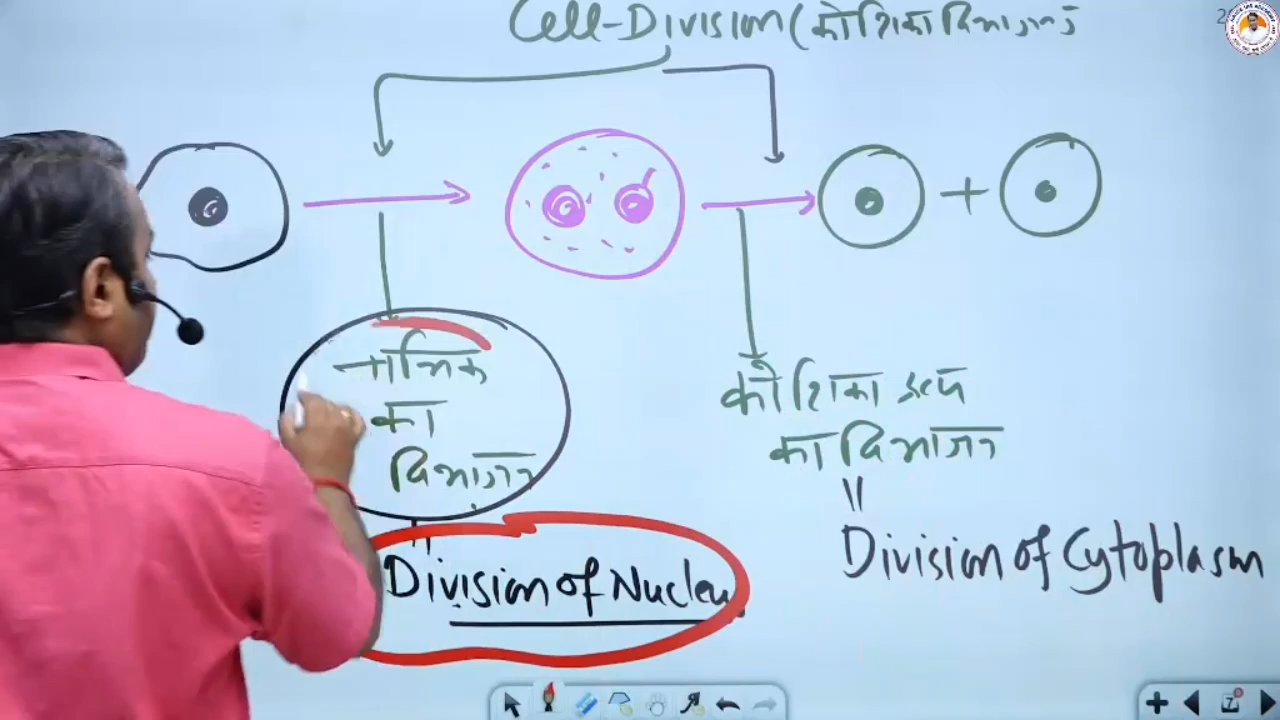 Cell-Division (कोशिका विभाजन)
नाभिक
का
विभाजन
कोशिका द्रव्य
का विभाजन
Division of Nucleu
Division of Cytoplasm